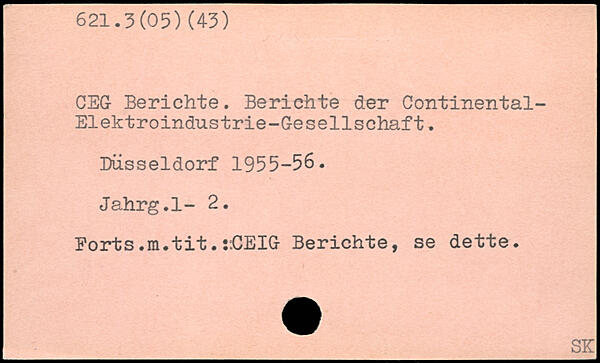 621.3(05)(43)
CEG Berichte. Berichte der Continental-
Elektroindustrie-Gesellschaft.
Düsseldorf 1955-56.
Jahrg.1- 2.
Forts.m.tit.:CEIG Berichte, se dette.
SK